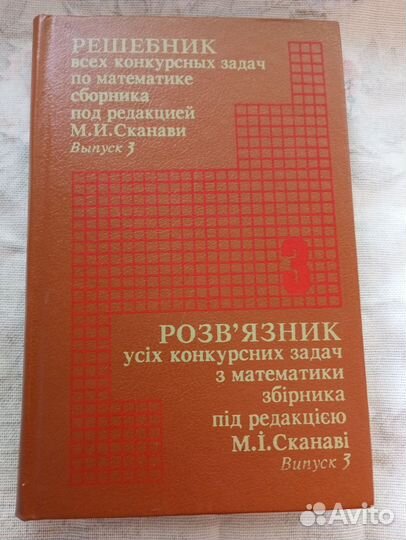 РЕШЕБНИК
всех конкурсных задач
по математике
сборника
под редакцией
М.И.Сканави
Выпуск 3
3
РОЗВ'ЯЗНИК
усіх конкурсних задач
з математики
збірника
під редакцією
М.І.Сканаві
Випуск 3
Avito